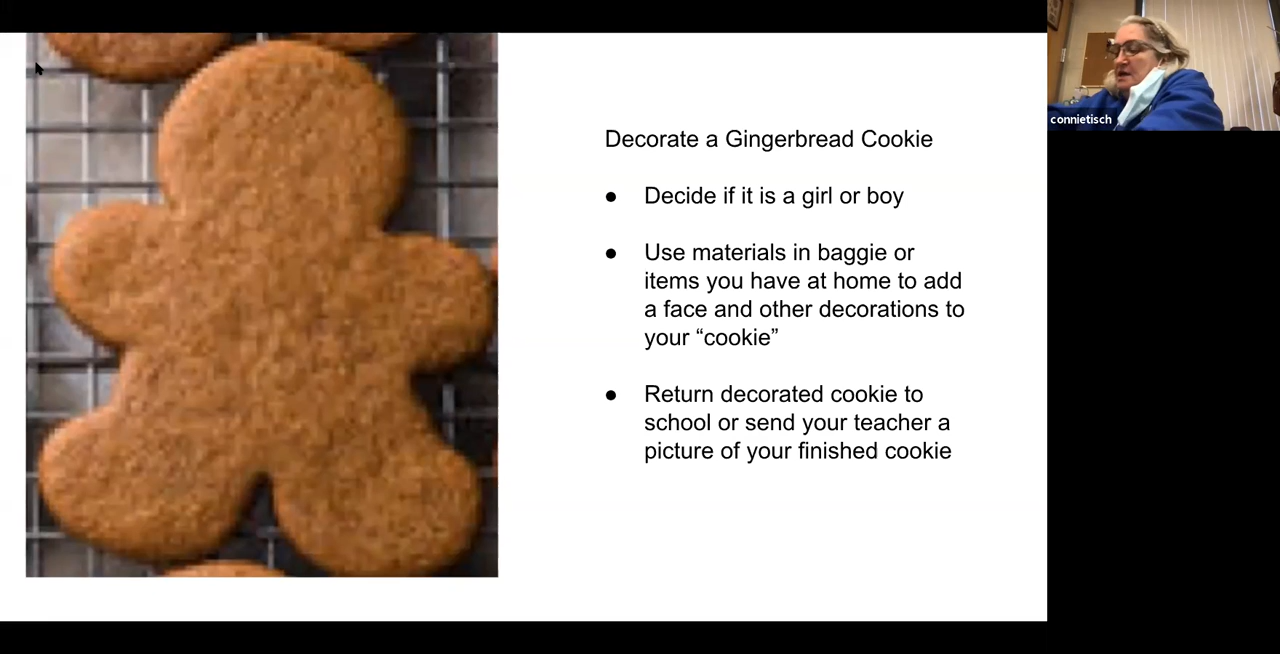 Decorate a Gingerbread Cookie
● Decide if it is a girl or boy
● Use materials in baggie or
items you have at home to add
a face and other decorations to
your “cookie”
● Return decorated cookie to
school or send your teacher a
picture of your finished cookie
connietisch